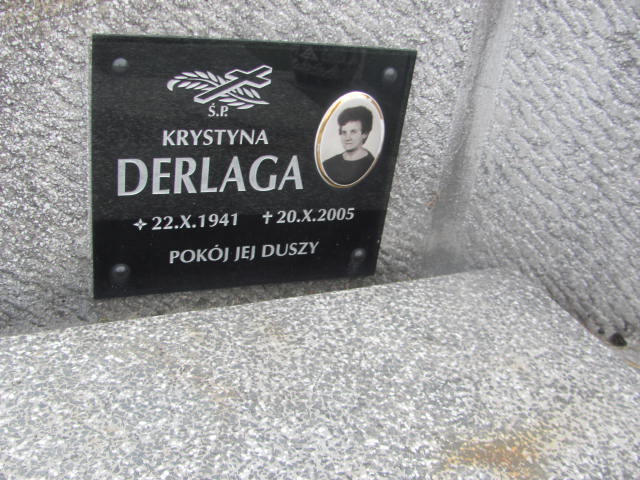 Ś.P.
KRYSTYNA
DERLAGA
22.X.1941 †20.X.2005
POKÓJ JEJ DUSZY